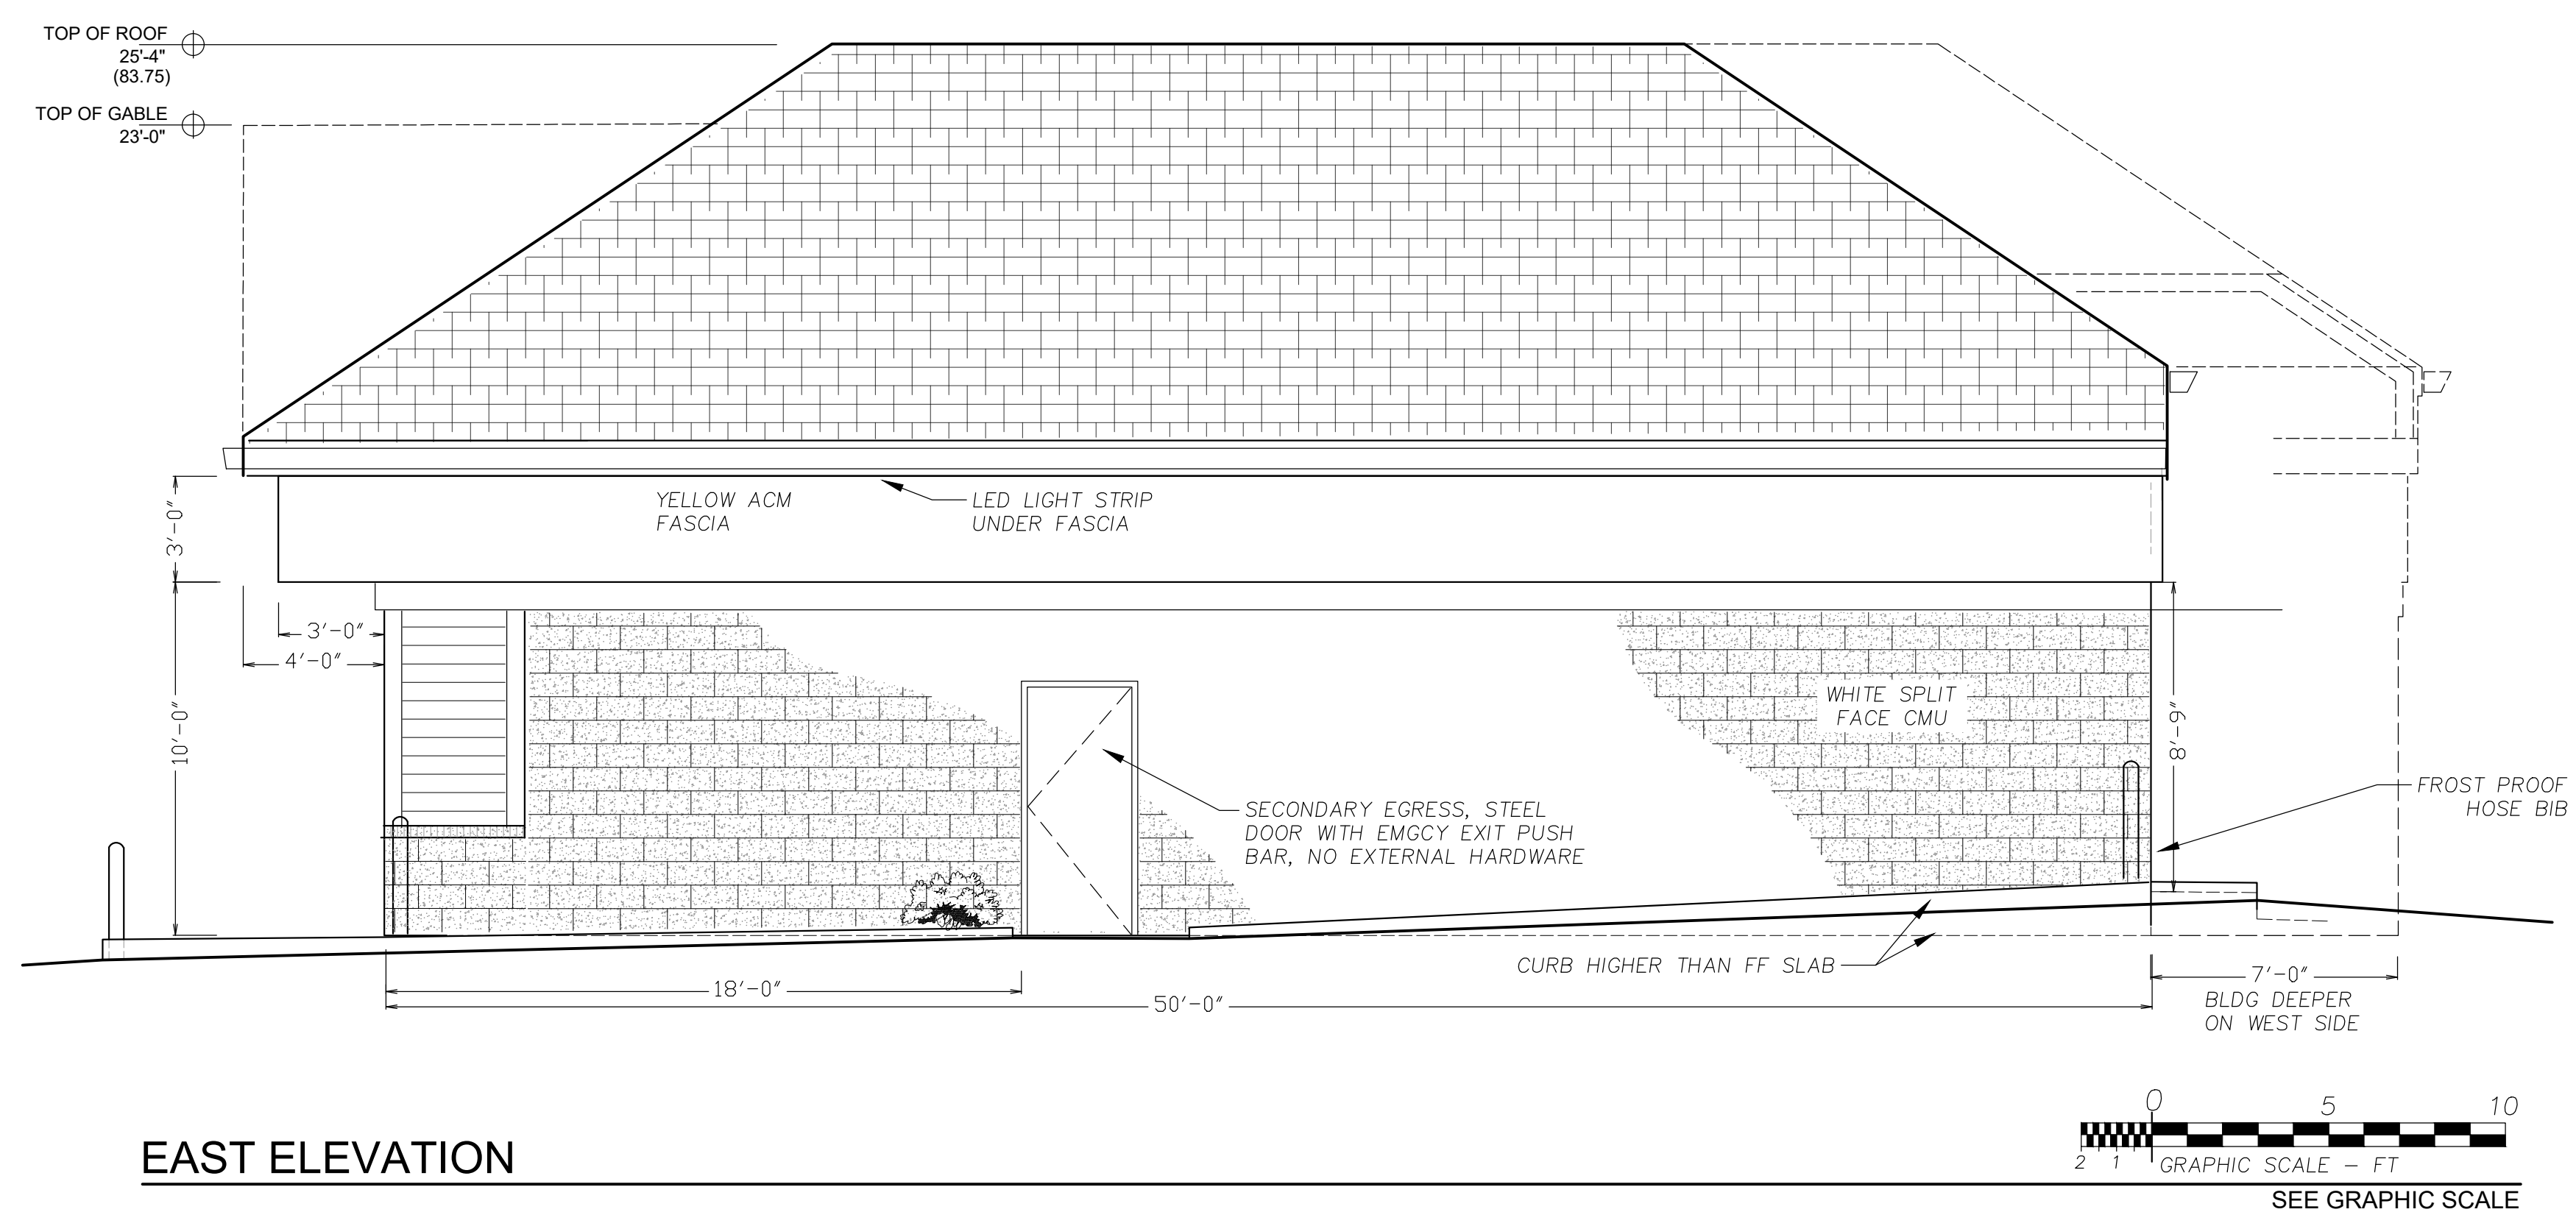 TOP OF ROOF
25'-4"
(83.75)
TOP OF GABLE
23'-0"
YELLOW ACM
FASCIA
LED LIGHT STRIP
UNDER FASCIA
3'-0"
3'-0"
4'-0"
10'-0"
WHITE SPLIT
FACE CMU
8'-9"
SECONDARY EGRESS, STEEL
DOOR WITH EMGCY EXIT PUSH
BAR, NO EXTERNAL HARDWARE
FROST PROOF
HOSE BIB
CURB HIGHER THAN FF SLAB
18'-0"
50'-0"
7'-0"
BLDG DEEPER
ON WEST SIDE
0 5 10
2 1 GRAPHIC SCALE - FT
EAST ELEVATION
SEE GRAPHIC SCALE